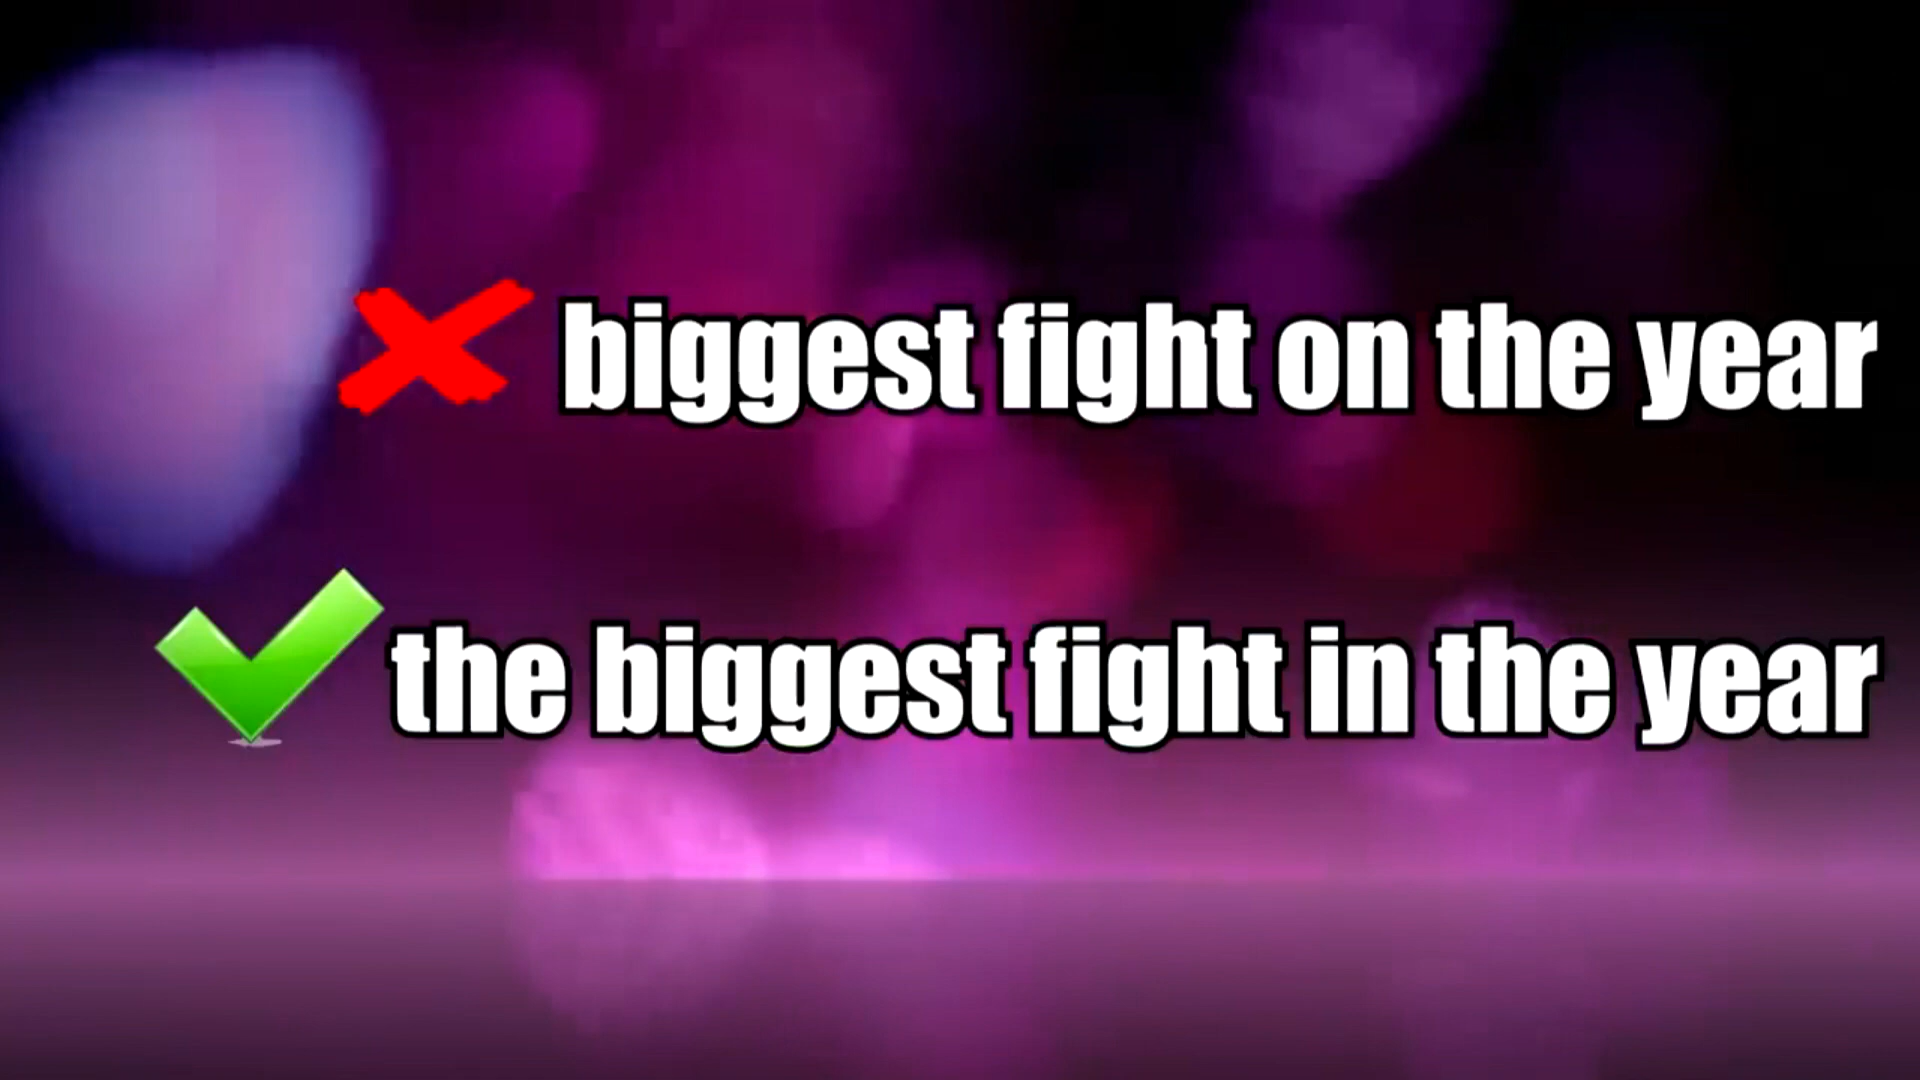 biggest fight on the year
the biggest fight in the year